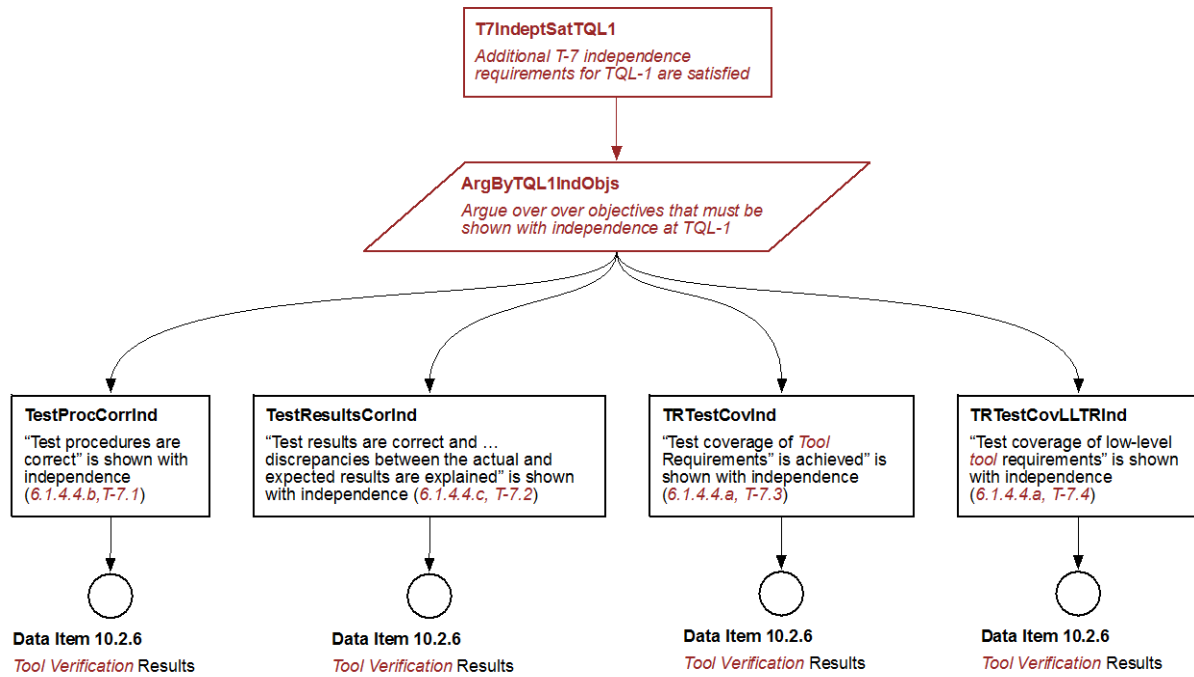 T7IndeptSatTQL1
Additional T-7 independence
requirements for TQL-1 are satisfied
ArgByTQL1IndObjs
Argue over over objectives that must be
shown with independence at TQL-1
TestProcCorrInd
“Test procedures are
correct” is shown with
independence
(6.1.4.4.b,T-7.1)
TestResultsCorInd
“Test results are correct and …
discrepancies between the actual and
expected results are explained” is shown
with independence (6.1.4.4.c, T-7.2)
TRTestCovInd
“Test coverage of Tool
Requirements” is achieved” is
shown with independence
(6.1.4.4.a, T-7.3)
TRTestCovLLTRInd
“Test coverage of low-level
tool requirements” is shown
with independence
(6.1.4.4.a, T-7.4)
Data Item 10.2.6
Tool Verification Results
Data Item 10.2.6
Tool Verification Results
Data Item 10.2.6
Tool Verification Results
Data Item 10.2.6
Tool Verification Results